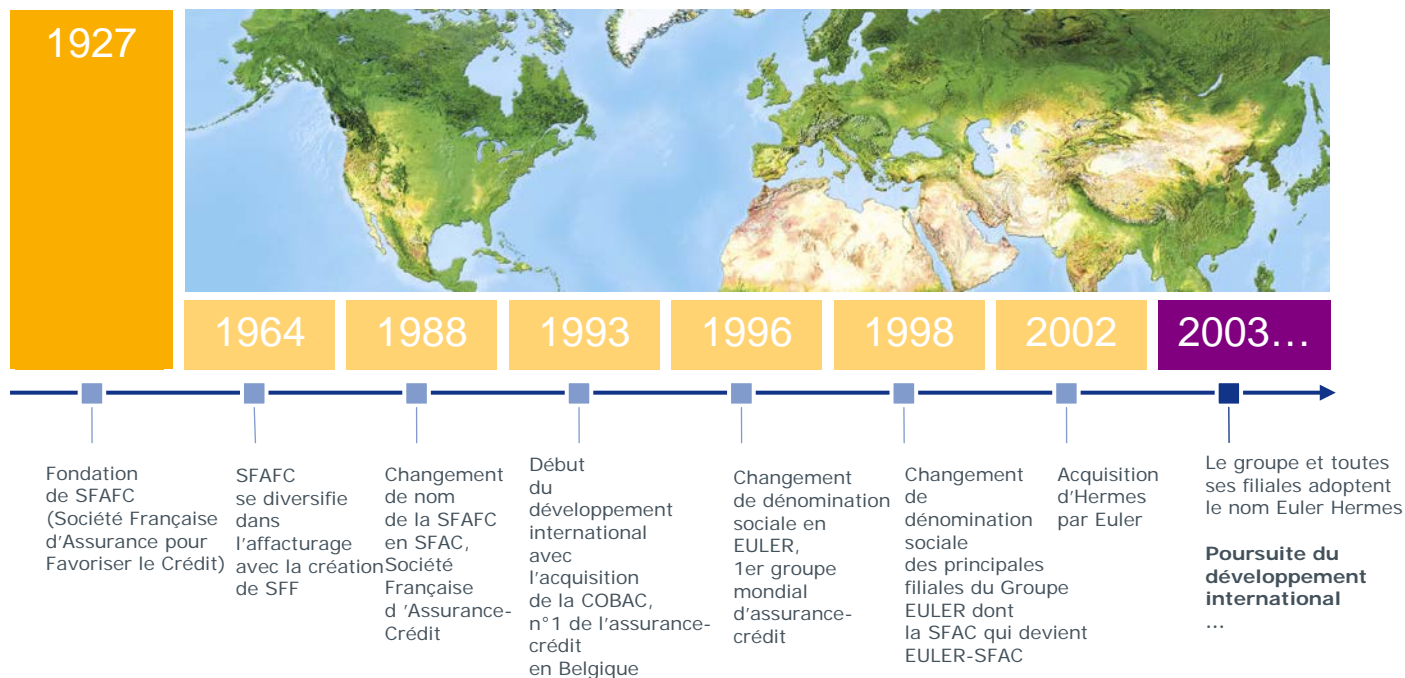 1927
1964
1988
1993
1996
1998
2002
2003…
Fondation
de SFAFC
(Société Française
d'Assurance pour
Favoriser le Crédit)
SFAFC
se diversifie
dans
l'affacturage
avec la création
de SFF
Changement
de nom
de la SFAFC
en SFAC,
Société
Française
d 'Assurance-
Crédit
Début
du
développement
international
avec
l'acquisition
de la COBAC,
n°1 de l'assurance-
crédit
en Belgique
Changement
de dénomination
sociale en
EULER,
1er groupe
mondial
d'assurance-
crédit
Changement
de
dénomination
sociale
des principales
filiales du Groupe
EULER dont
la SFAC qui devient
EULER-SFAC
Acquisition
d'Hermes
par Euler
Le groupe et toutes
ses filiales adoptent
le nom Euler Hermes
Poursuite du
développement
international
…